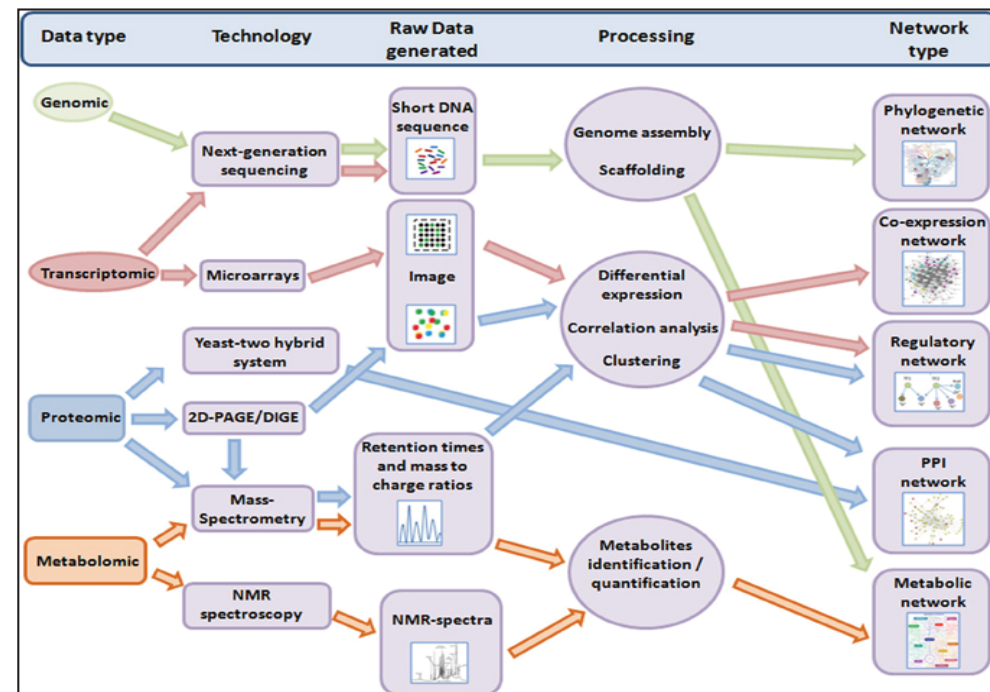 Data type
Technology
Raw Data
generated
Processing
Network
type
Genomic
Next-generation
sequencing
Short DNA
sequence
Genome assembly
Scaffolding
Phylogenetic
network
Transcriptomic
Microarrays
Image
Differential
expression
Correlation analysis
Clustering
Co-expression
network
Regulatory
network
Yeast-two hybrid
system
Proteomic
2D-PAGE/DIGE
Mass-
Spectrometry
Retention times
and mass to
charge ratios
PPI
network
Metabolomic
NMR
spectroscopy
NMR-spectra
Metabolites
identification /
quantification
Metabolic
network